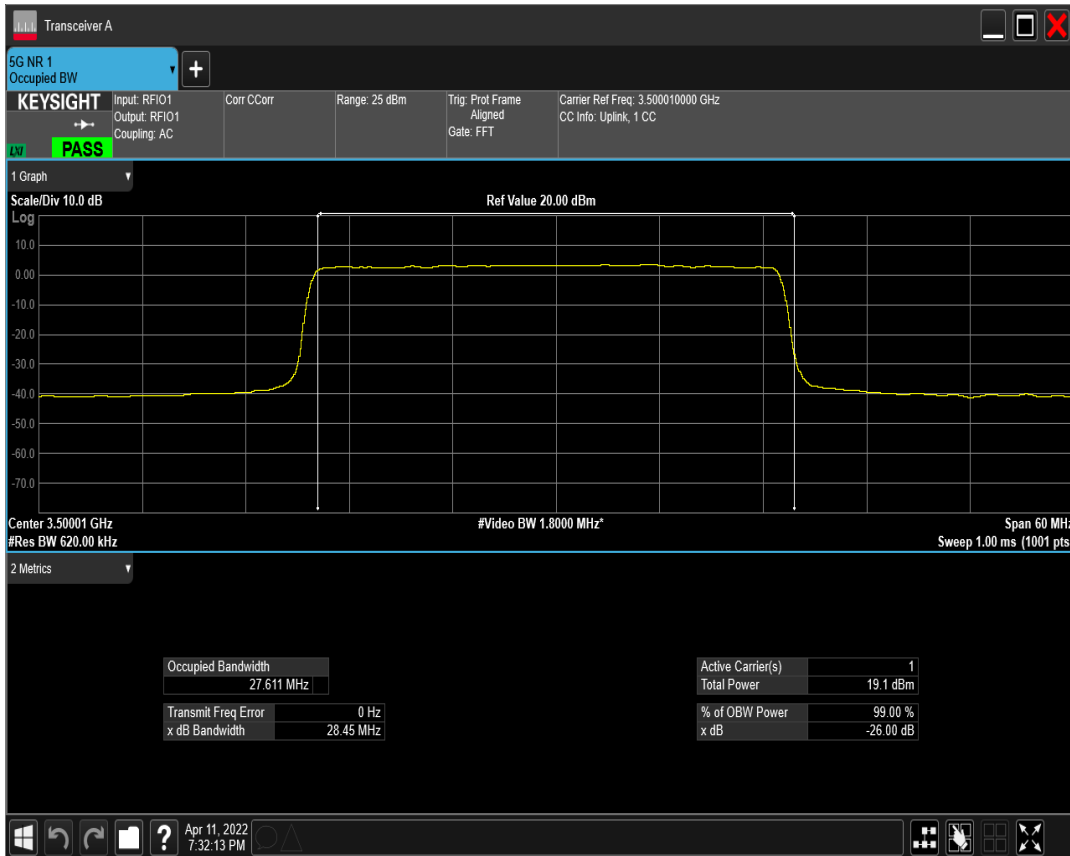 Transceiver A
5G NR 1
Occupied BW
KEYSIGHT
LXI
PASS
Input: RFIO1
Output: RFIO1
Coupling: AC
Corr CCorr
Range: 25 dBm
Trig: Prot Frame
Aligned
Gate: FFT
Carrier Ref Freq: 3.500010000 GHz
CC Info: Uplink, 1 CC
1 Graph
Scale/Div 10.0 dB
Ref Value 20.00 dBm
Log
10.0
0.00
-10.0
-20.0
-30.0
-40.0
-50.0
-60.0
-70.0
Center 3.50001 GHz
#Video BW 1.8000 MHz*
Span 60 MHz
#Res BW 620.00 kHz
Sweep 1.00 ms (1001 pts
2 Metrics
Occupied Bandwidth
27.611 MHz
Transmit Freq Error 0 Hz
x dB Bandwidth 28.45 MHz
Active Carrier(s) 1
Total Power 19.1 dBm
% of OBW Power 99.00 %
x dB -26.00 dB
?
Apr 11, 2022
7:32:13 PM